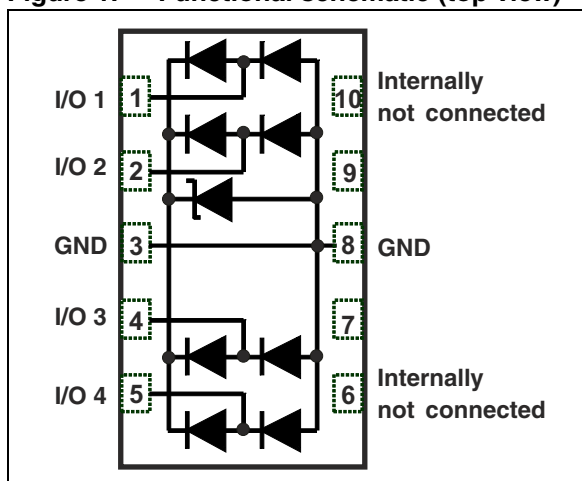 Figure 1. Functional schematic (top view)
I/O 1
1
10
Internally
not connected
I/O 2
2
9
GND
3
8
GND
I/O 3
4
7
I/O 4
5
6
Internally
not connected